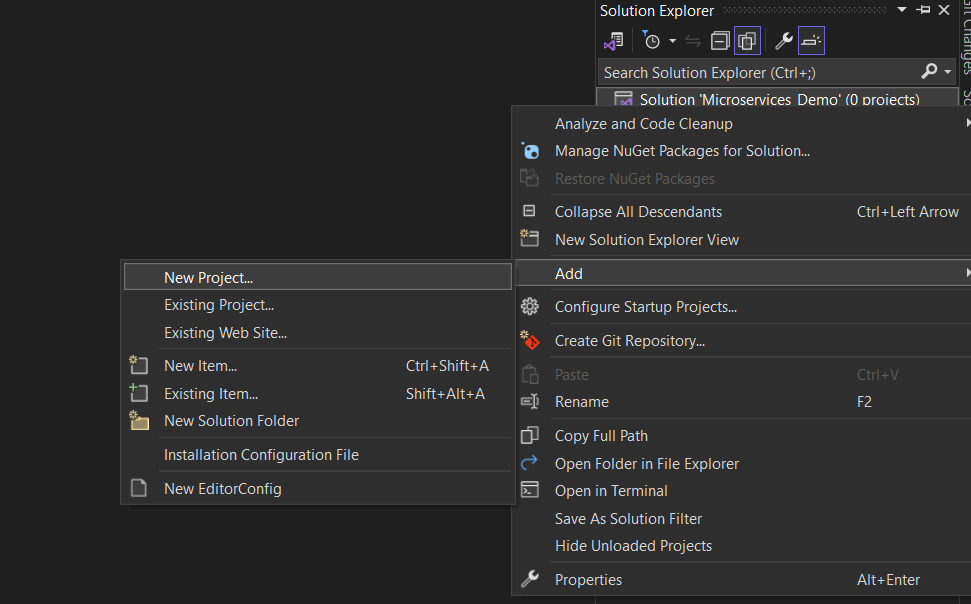 Solution Explorer
Search Solution Explorer (Ctrl+;)
Solution 'Microservices_Demo' (0 projects)
Analyze and Code Cleanup
Manage NuGet Packages for Solution...
Restore NuGet Packages
Collapse All Descendants Ctrl+Left Arrow
New Solution Explorer View
Add
Configure Startup Projects...
Create Git Repository...
Paste Ctrl+V
Rename F2
Copy Full Path
Open Folder in File Explorer
Open in Terminal
Save As Solution Filter
Hide Unloaded Projects
Properties Alt+Enter
New Project...
Existing Project...
Existing Web Site...
New Item... Ctrl+Shift+A
Existing Item... Shift+Alt+A
New Solution Folder
Installation Configuration File
New EditorConfig
Changes